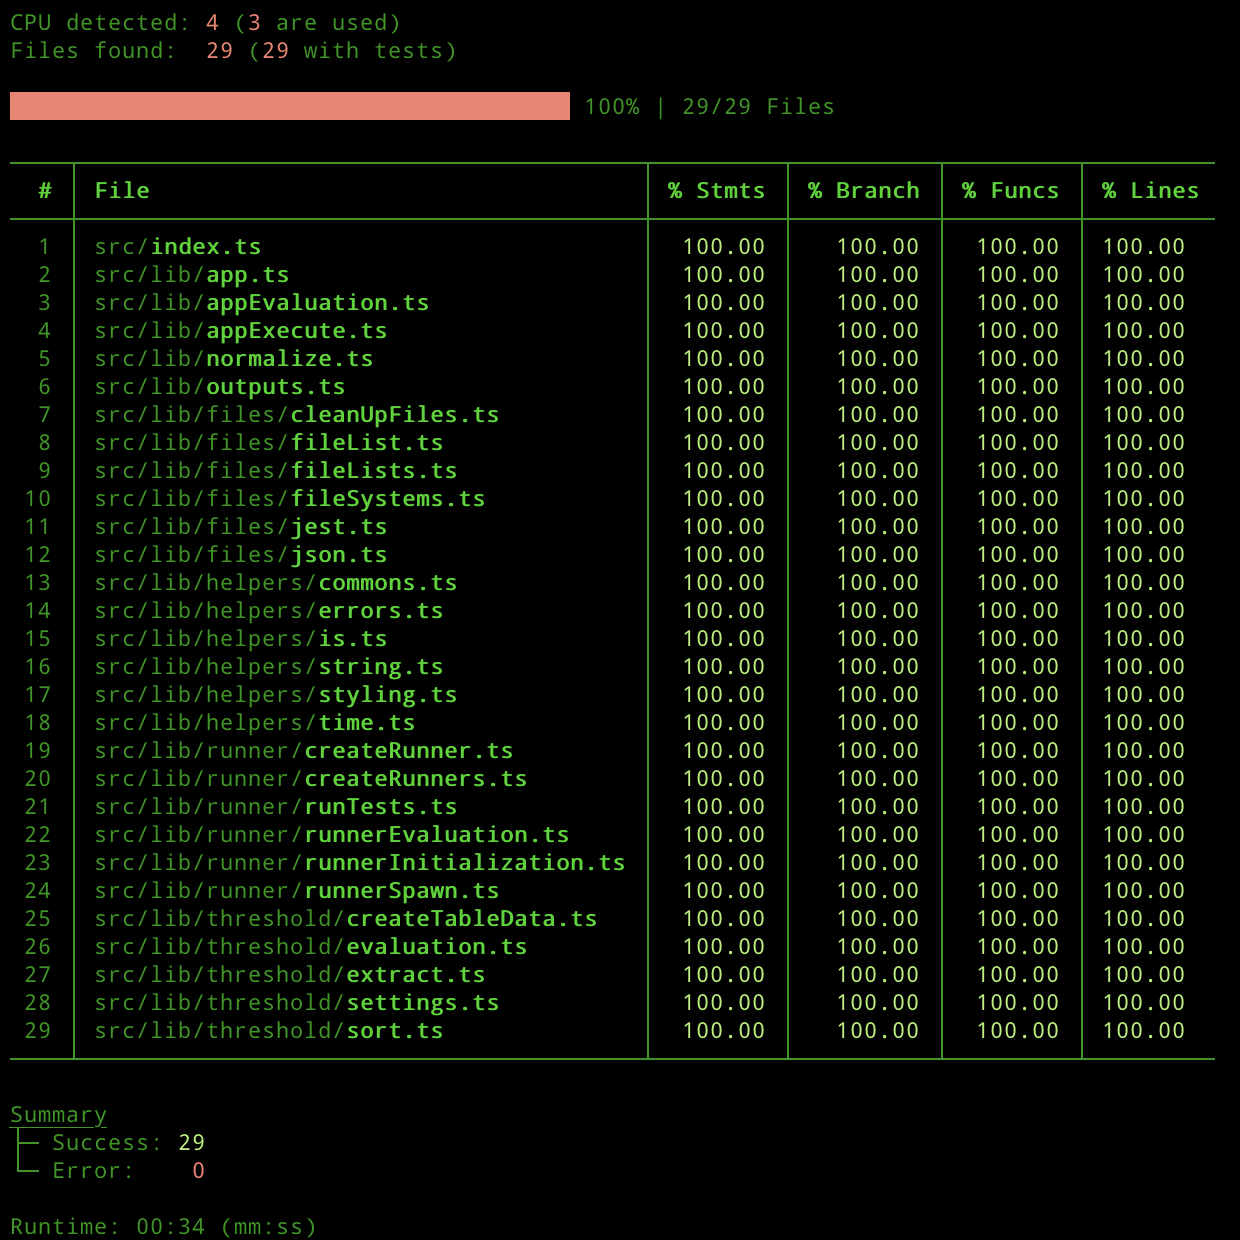 CPU detected: 4 (3 are used)
Files found:  29 (29 with tests)
100% | 29/29 Files
# File % Stmts % Branch % Funcs % Lines
1 src/index.ts 100.00 100.00 100.00 100.00
2 src/lib/app.ts 100.00 100.00 100.00 100.00
3 src/lib/appEvaluation.ts 100.00 100.00 100.00 100.00
4 src/lib/appExecute.ts 100.00 100.00 100.00 100.00
5 src/lib/normalize.ts 100.00 100.00 100.00 100.00
6 src/lib/outputs.ts 100.00 100.00 100.00 100.00
7 src/lib/files/cleanUpFiles.ts 100.00 100.00 100.00 100.00
8 src/lib/files/fileList.ts 100.00 100.00 100.00 100.00
9 src/lib/files/fileLists.ts 100.00 100.00 100.00 100.00
10 src/lib/files/fileSystems.ts 100.00 100.00 100.00 100.00
11 src/lib/files/jest.ts 100.00 100.00 100.00 100.00
12 src/lib/files/json.ts 100.00 100.00 100.00 100.00
13 src/lib/helpers/commons.ts 100.00 100.00 100.00 100.00
14 src/lib/helpers/errors.ts 100.00 100.00 100.00 100.00
15 src/lib/helpers/is.ts 100.00 100.00 100.00 100.00
16 src/lib/helpers/string.ts 100.00 100.00 100.00 100.00
17 src/lib/helpers/styling.ts 100.00 100.00 100.00 100.00
18 src/lib/helpers/time.ts 100.00 100.00 100.00 100.00
19 src/lib/runner/createRunner.ts 100.00 100.00 100.00 100.00
20 src/lib/runner/createRunners.ts 100.00 100.00 100.00 100.00
21 src/lib/runner/runTests.ts 100.00 100.00 100.00 100.00
22 src/lib/runner/runnerEvaluation.ts 100.00 100.00 100.00 100.00
23 src/lib/runner/runnerInitialization.ts 100.00 100.00 100.00 100.00
24 src/lib/runner/runnerSpawn.ts 100.00 100.00 100.00 100.00
25 src/lib/threshold/createTableData.ts 100.00 100.00 100.00 100.00
26 src/lib/threshold/evaluation.ts 100.00 100.00 100.00 100.00
27 src/lib/threshold/extract.ts 100.00 100.00 100.00 100.00
28 src/lib/threshold/settings.ts 100.00 100.00 100.00 100.00
29 src/lib/threshold/sort.ts 100.00 100.00 100.00 100.00
Summary
Success: 29
Error: 0
Runtime: 00:34 (mm:ss)